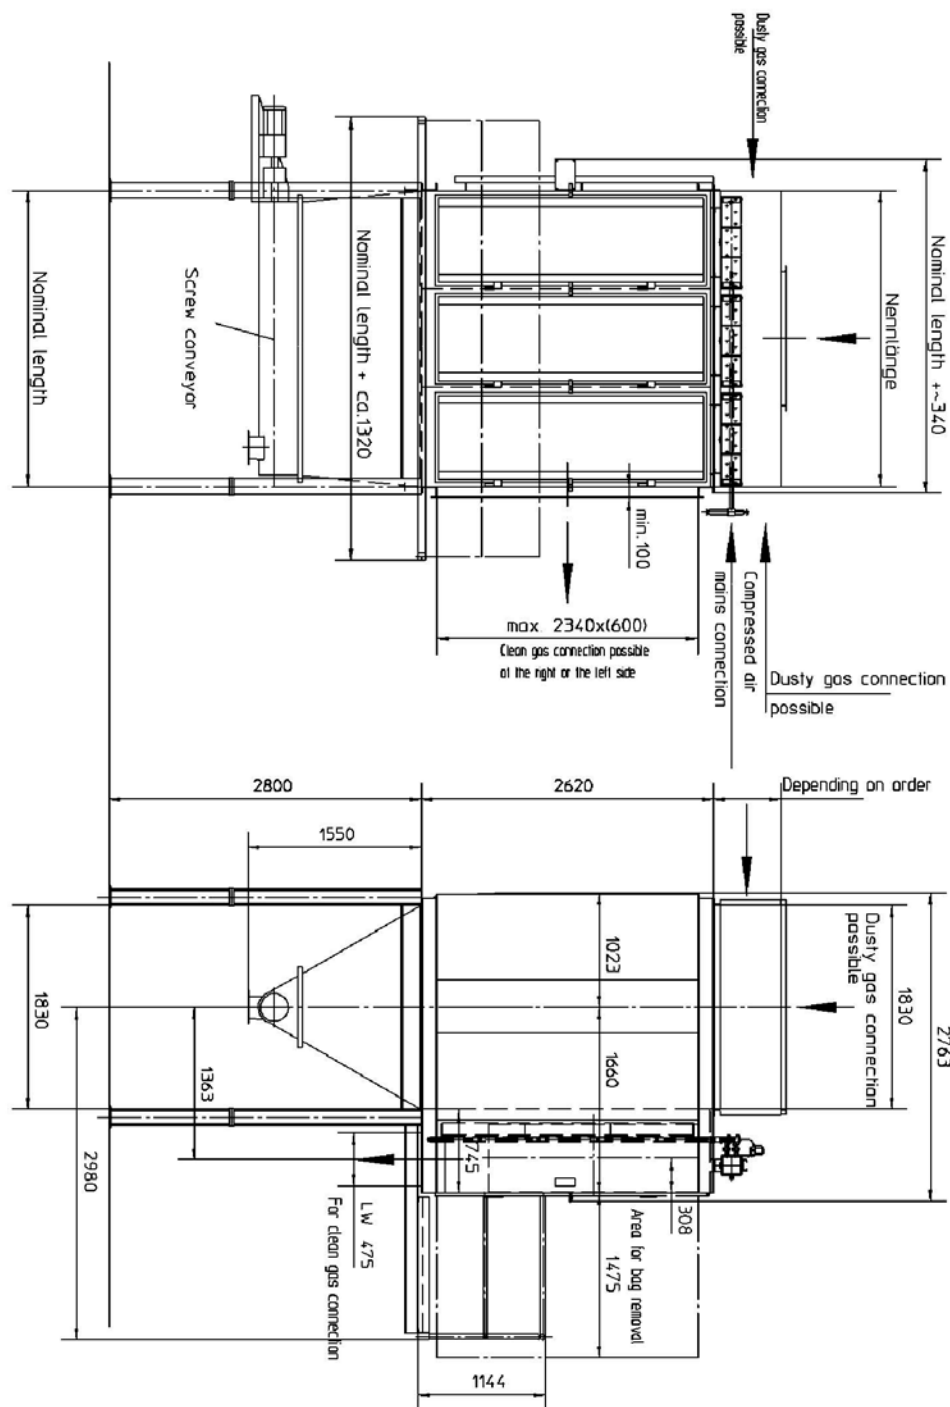 Dusty gas connection
possible
Nominal length +~340
Nennlänge
Nominal length + ca.1320
Nominal length
Screw conveyor
min. 100
max. 2340x(600)
Clean gas connection possible
at the right or the left side
Compressed air
mains connection
Dusty gas connection
possible
2800
2620
Depending on order
1550
Dusty gas connection
possible
1023
1830
2763
1830
1660
1363
745
2980
308
LW 475
For clean gas connection
Area for bag removal
1475
1144